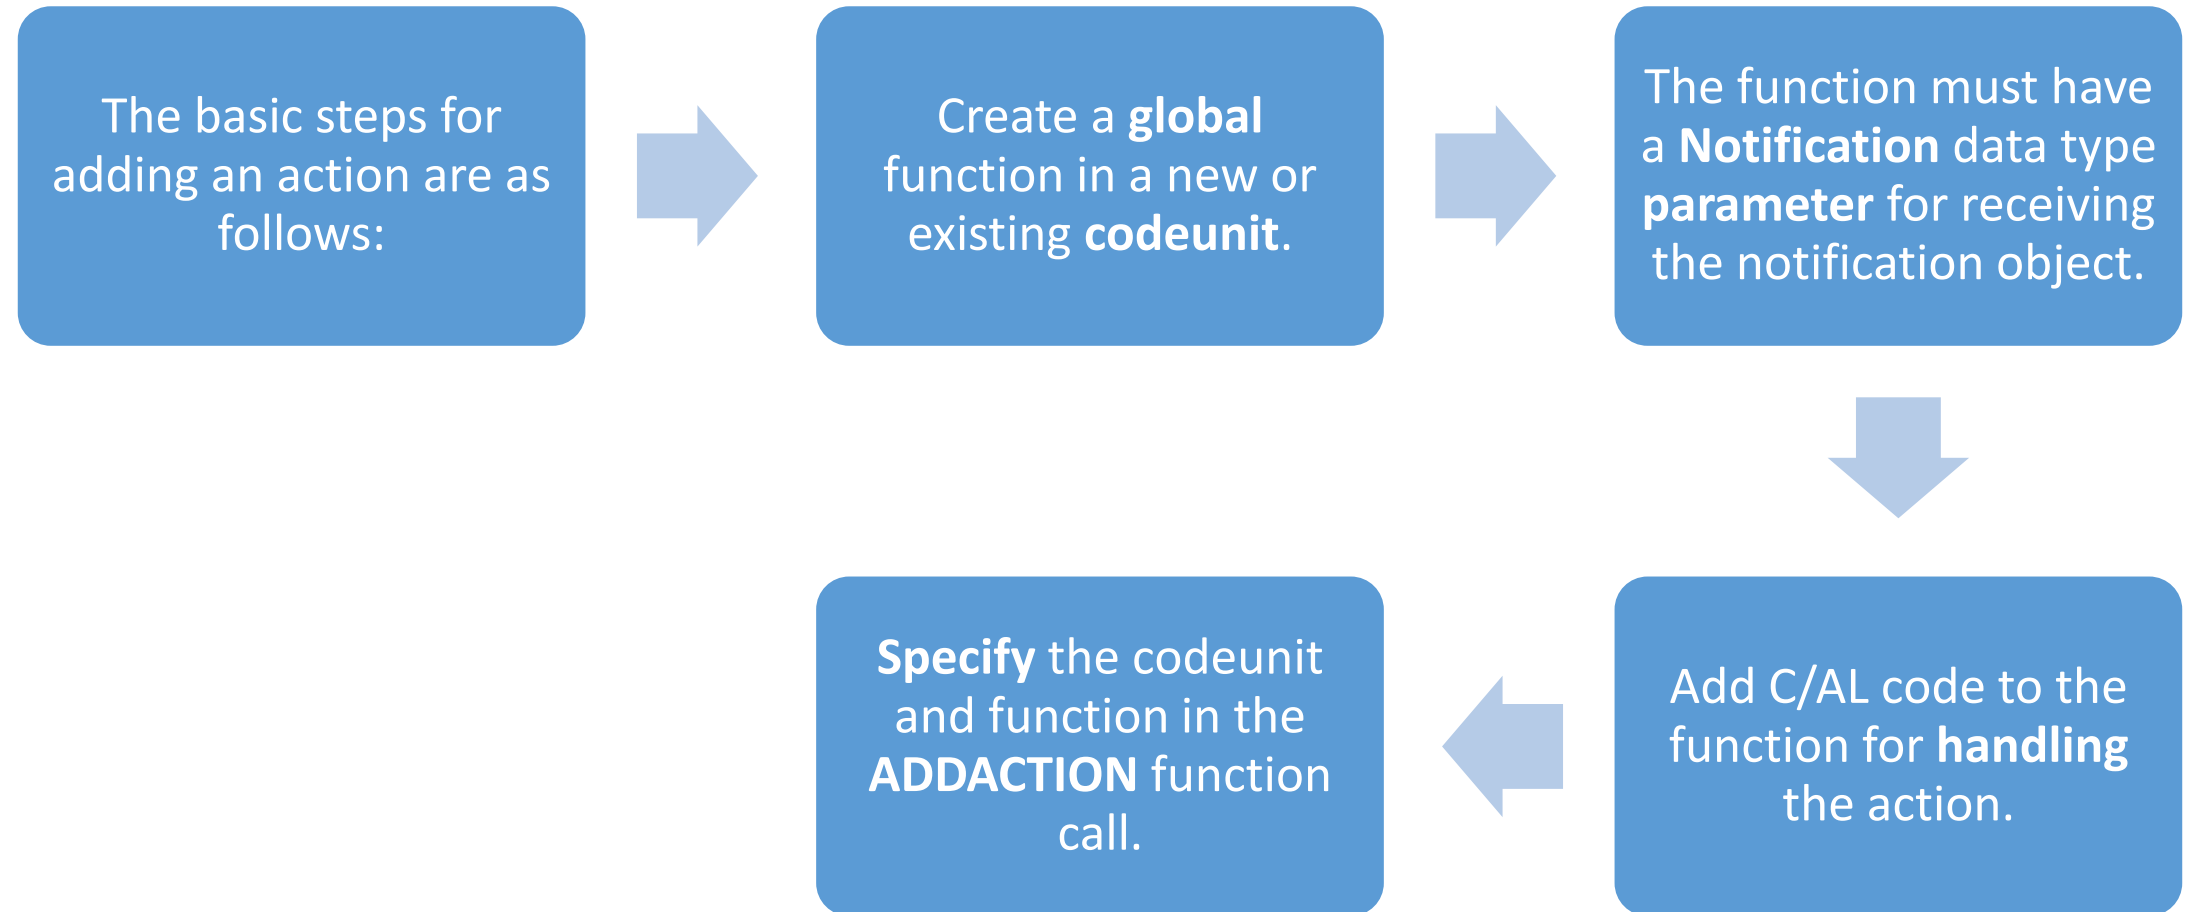 The basic steps for
adding an action are as
follows:
Create a global
function in a new or
existing codeunit.
The function must have
a Notification data type
parameter for receiving
the notification object.
Add C/AL code to the
function for handling
the action.
Specify the codeunit
and function in the
ADDACTION function
call.